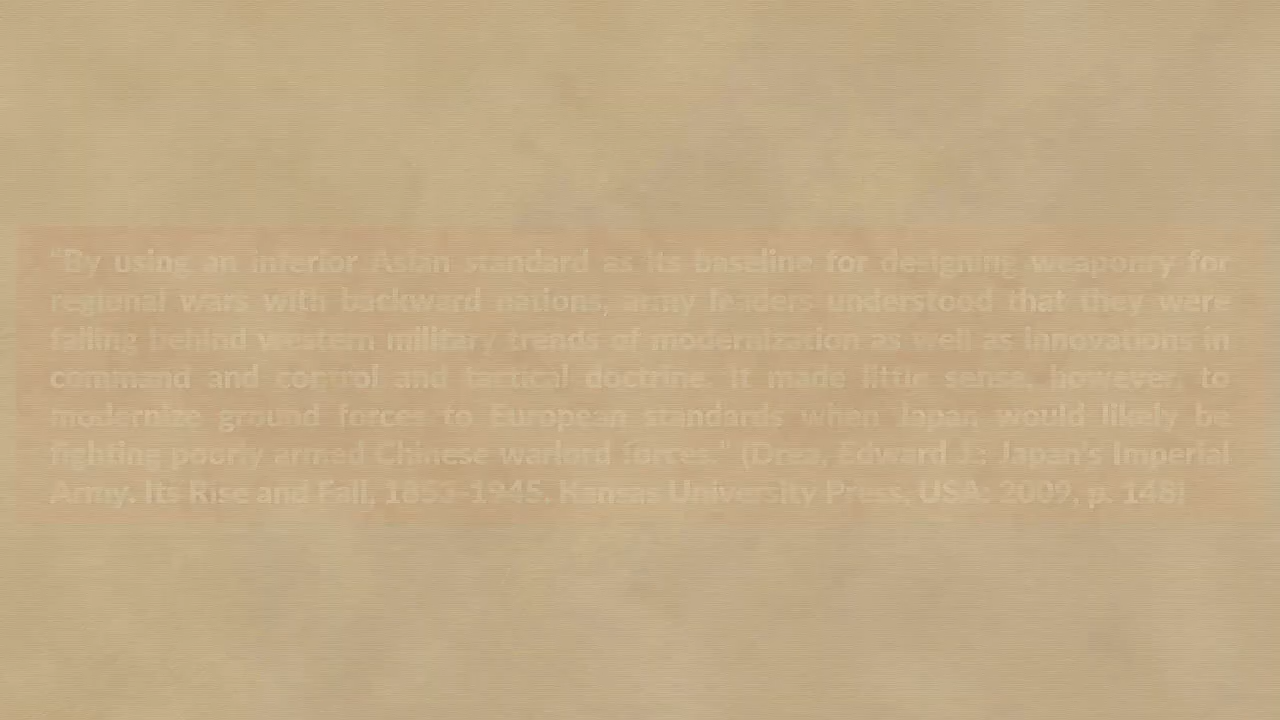 "By using an inferior Asian standard as its baseline for designing weaponry for
regional wars with backward nations, army leaders understood that they were
falling behind western military trends of modernization as well as innovations in
command and control and tactical doctrine. It made little sense, however, to
modernize ground forces to European standards when Japan would likely be
fighting poorly armed Chinese warlord forces." (Drea, Edward J.: Japan's Imperial
Army. Its Rise and Fall, 1853-1945. Kansas University Press, USA: 2009, p. 148)